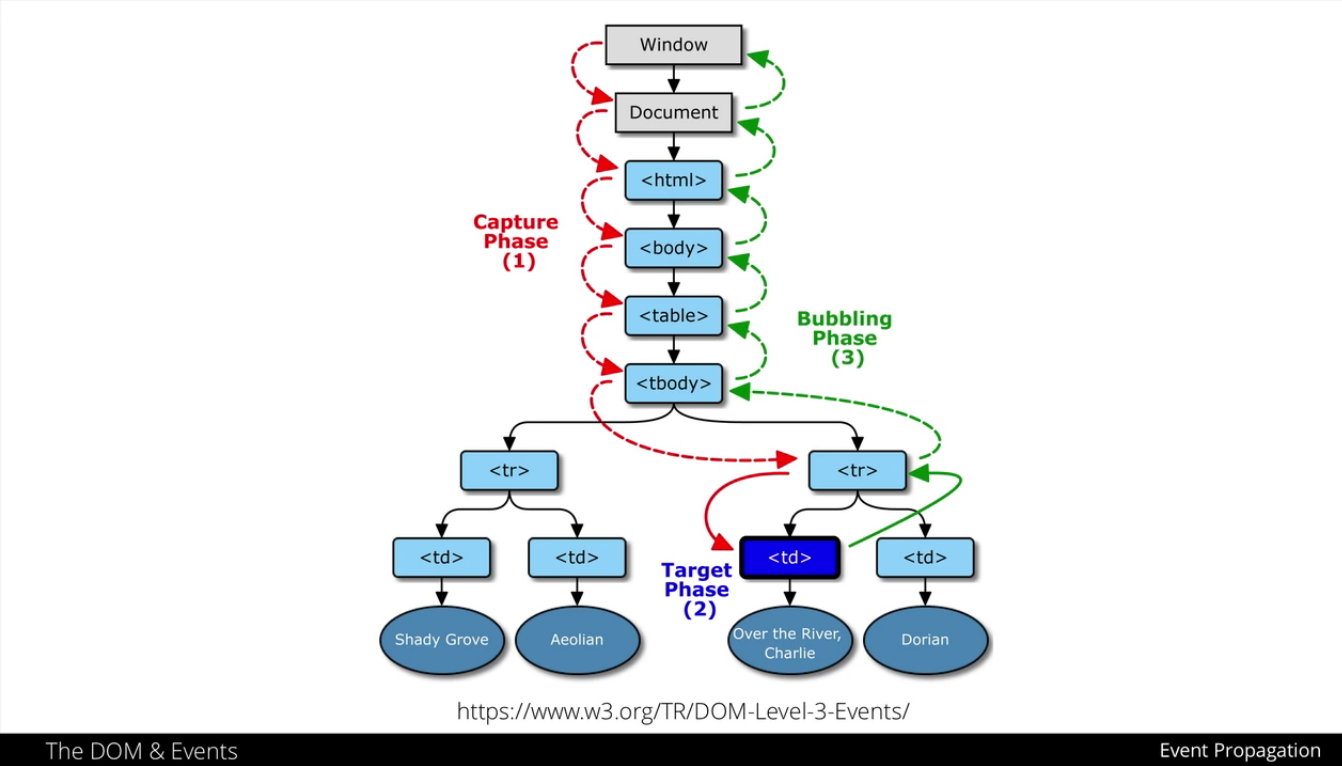 Window
Document
<html>
<body>
Capture
Phase
(1)
<table>
Bubbling
Phase
(3)
<tbody>
<tr>
<tr>
<td>
<td>
<td>
<td>
Target
Phase
(2)
Shady Grove
Aeolian
Over the River,
Charlie
Dorian
https://www.w3.org/TR/DOM-Level-3-Events/
The DOM & Events
Event Propagation